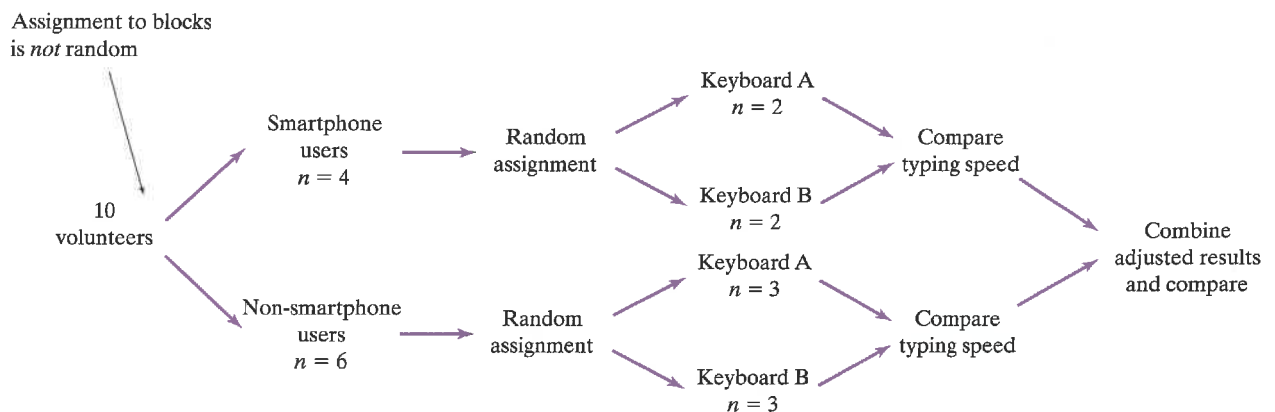 Assignment to blocks
is not random
10
volunteers
Smartphone
users
n = 4
Random
assignment
Keyboard A
n = 2
Keyboard B
n = 2
Compare
typing speed
Non-smartphone
users
n = 6
Random
assignment
Keyboard A
n = 3
Keyboard B
n = 3
Compare
typing speed
Combine
adjusted results
and compare